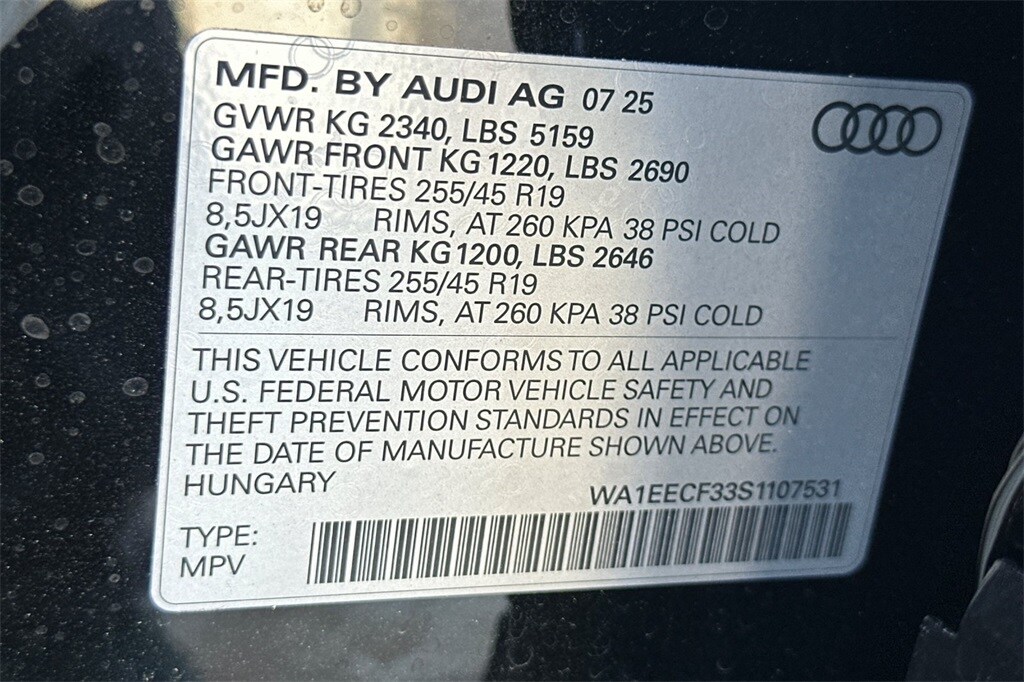 MFD. BY AUDI AG 07 25
GVWR KG 2340, LBS 5159
GAWR FRONT KG 1220, LBS 2690
FRONT-TIRES 255/45 R19
8,5JX19 RIMS, AT 260 KPA 38 PSI COLD
GAWR REAR KG 1200, LBS 2646
REAR-TIRES 255/45 R19
8,5JX19 RIMS, AT 260 KPA 38 PSI COLD
THIS VEHICLE CONFORMS TO ALL APPLICABLE
U.S. FEDERAL MOTOR VEHICLE SAFETY AND
THEFT PREVENTION STANDARDS IN EFFECT ON
THE DATE OF MANUFACTURE SHOWN ABOVE.
HUNGARY
WA1EECF33S1107531
TYPE:
MPV